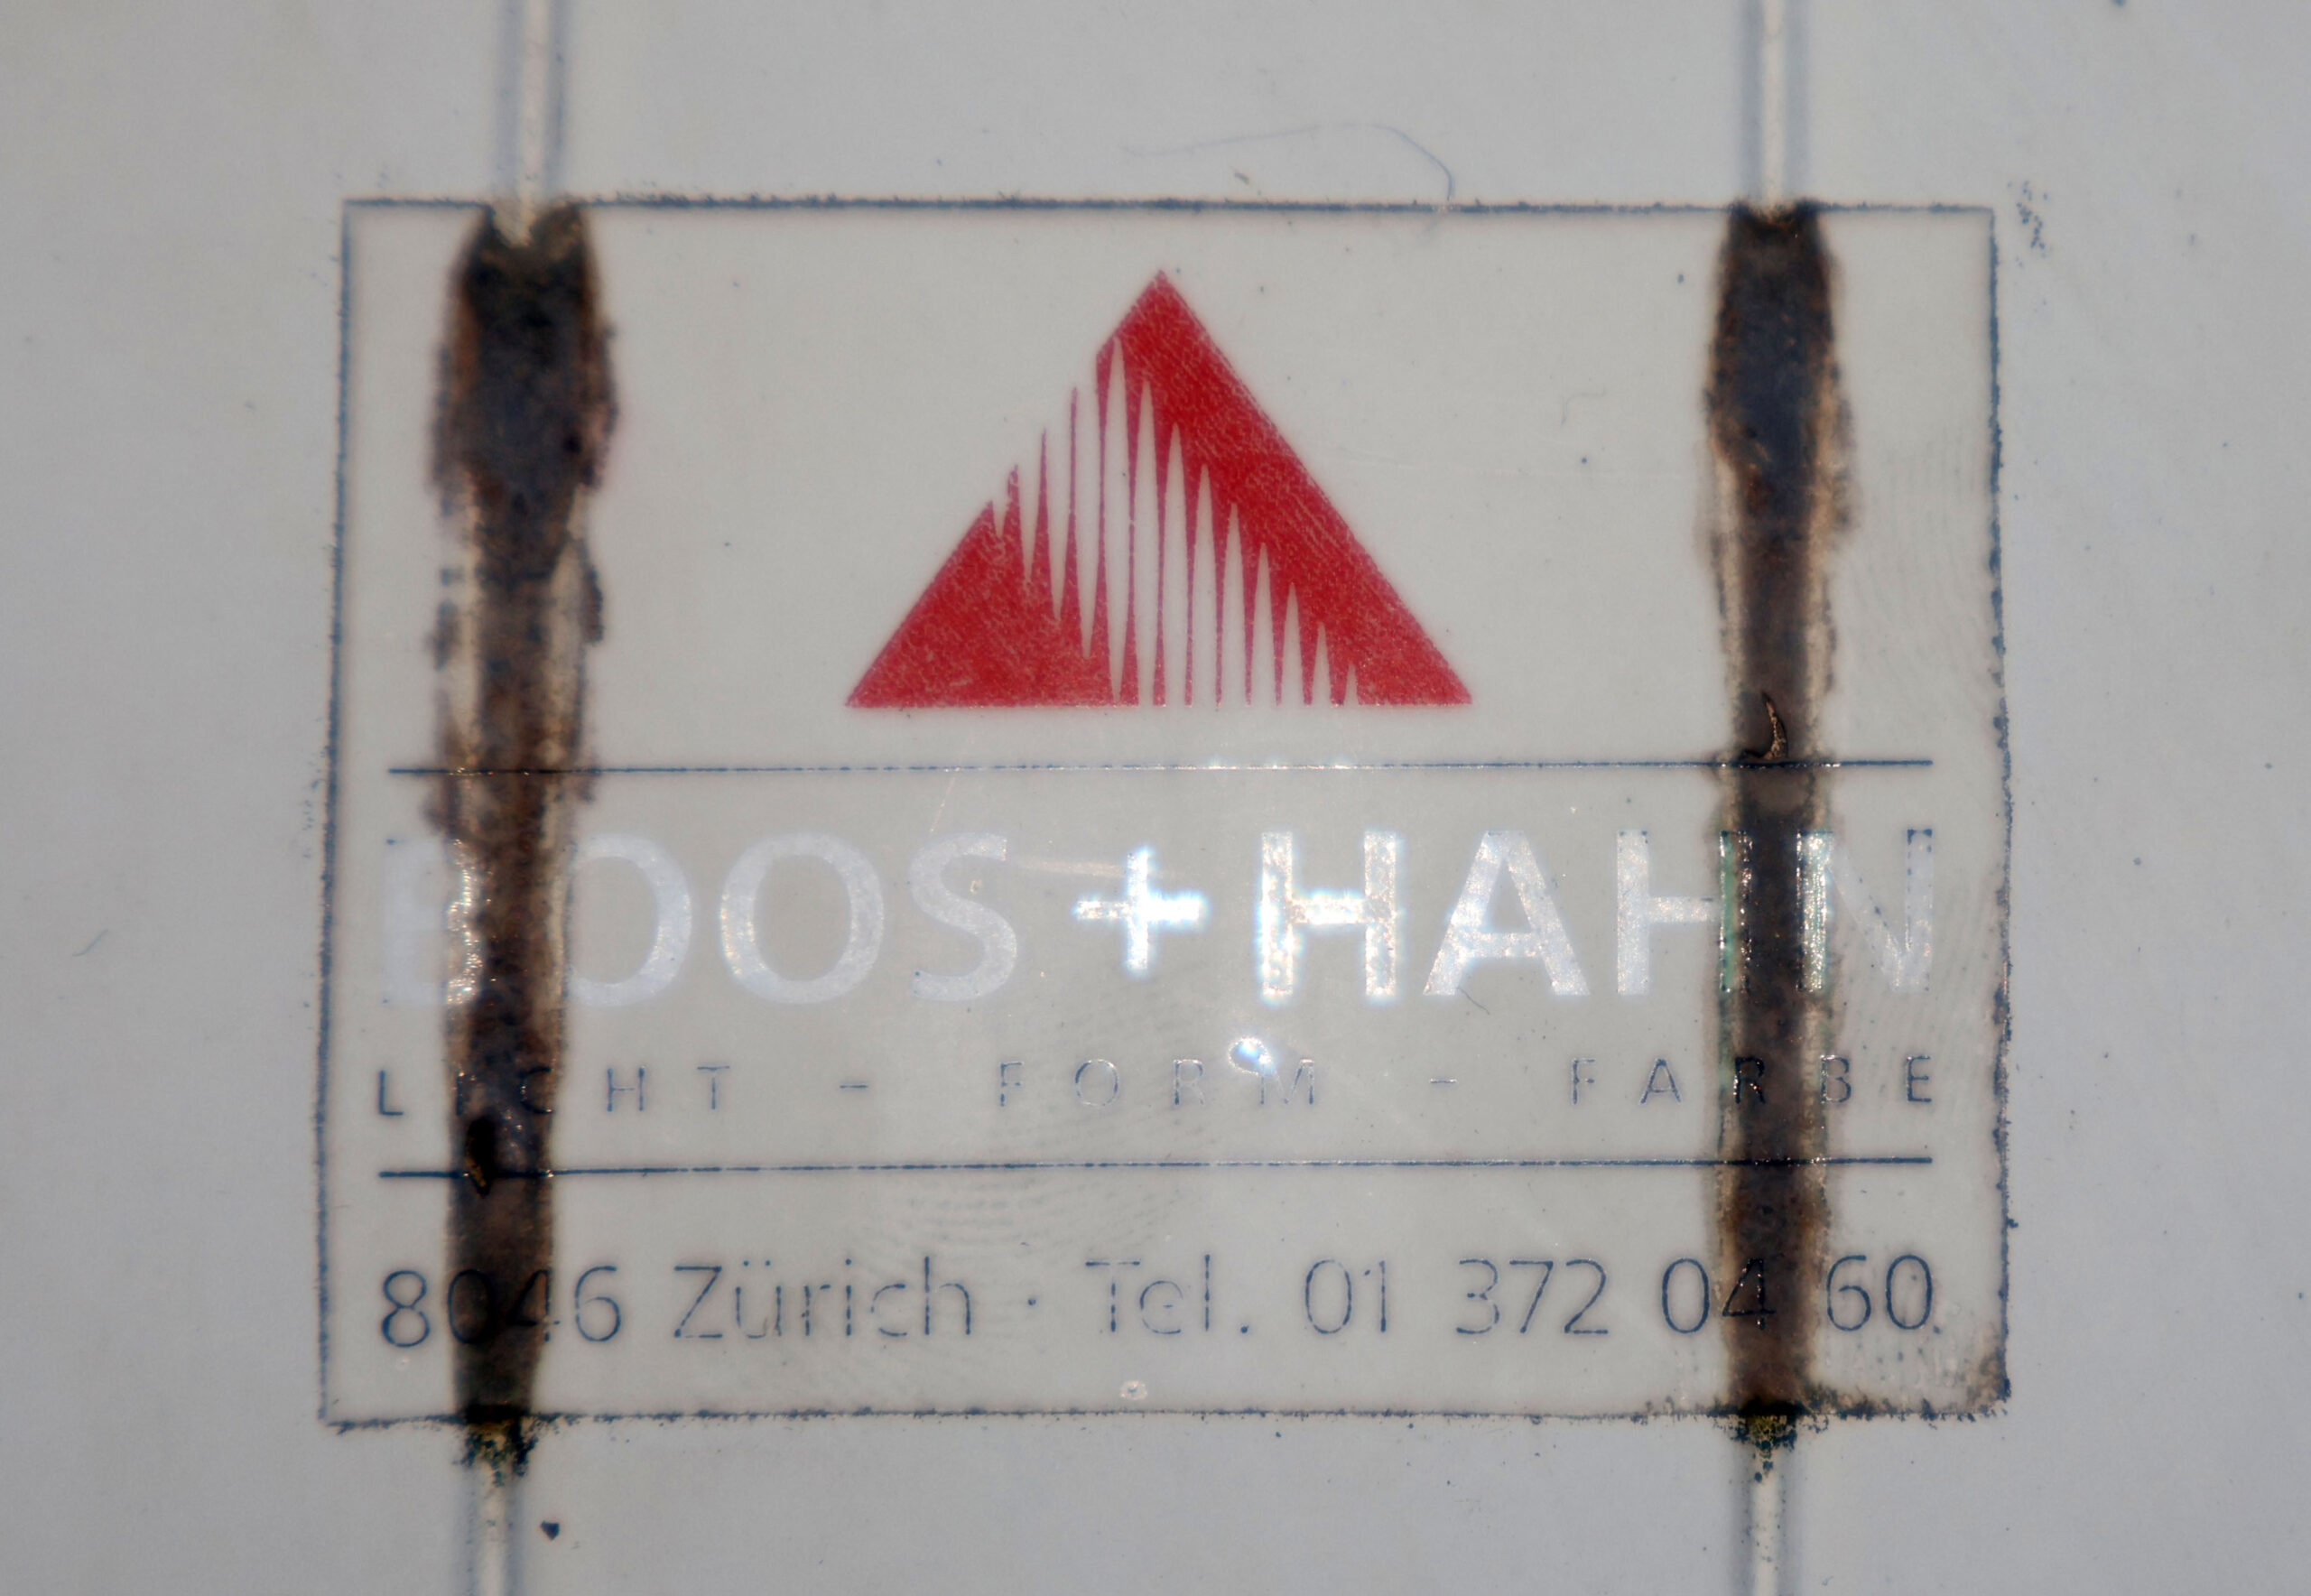 BOOS + HAHN
LICHT - FORM - FARBE
8046 Zürich · Tel. 01 372 04 60